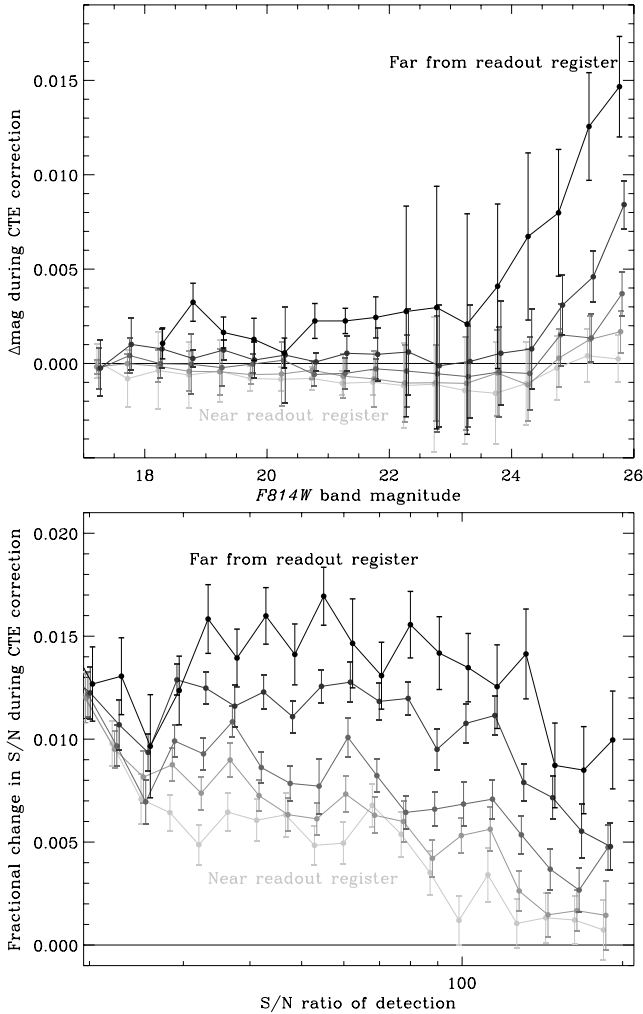 Far from readout register
0.015
0.010
0.005
0.000
Δmag during CTE correction
Near readout register
18 20 22 24 26
F814W band magnitude
0.020
Far from readout register
0.015
0.010
0.005
0.000
Fractional change in S/N during CTE correction
Near readout register
100
S/N ratio of detection